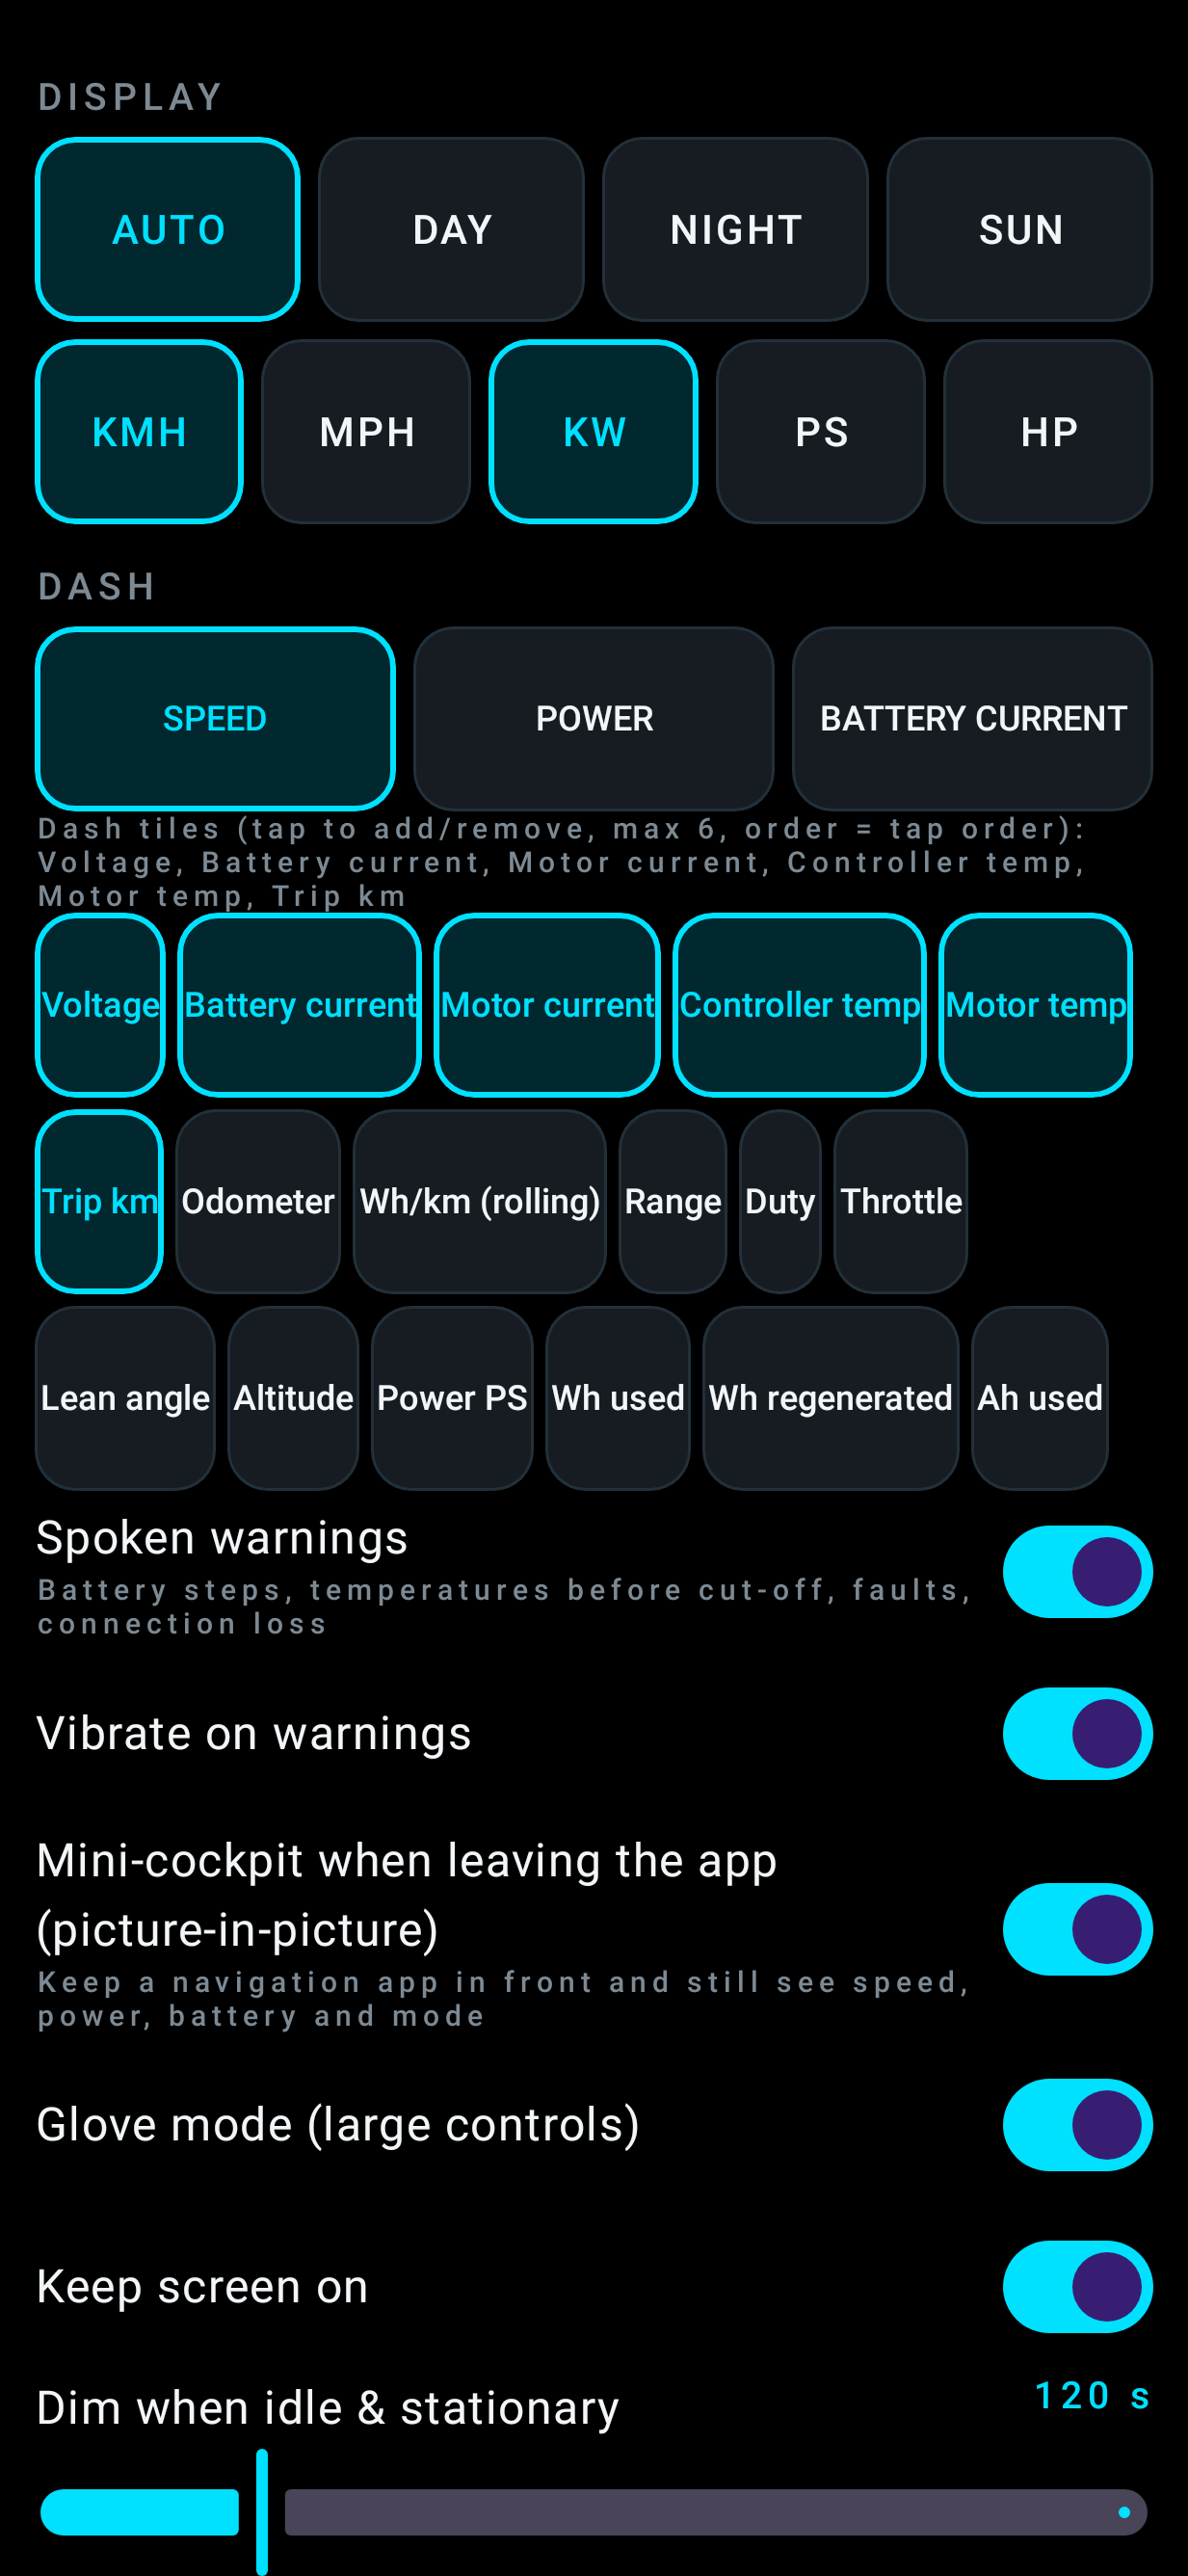 DISPLAY
AUTO DAY NIGHT SUN
KMH MPH KW PS HP
DASH
SPEED POWER BATTERY CURRENT
Dash tiles (tap to add/remove, max 6, order = tap order):
Voltage, Battery current, Motor current, Controller temp,
Motor temp, Trip km
Voltage Battery current Motor current Controller temp Motor temp
Trip km Odometer Wh/km (rolling) Range Duty Throttle
Lean angle Altitude Power PS Wh used Wh regenerated Ah used
Spoken warnings
Battery steps, temperatures before cut-off, faults,
connection loss
Vibrate on warnings
Mini-cockpit when leaving the app
(picture-in-picture)
Keep a navigation app in front and still see speed,
power, battery and mode
Glove mode (large controls)
Keep screen on
Dim when idle & stationary 120 s